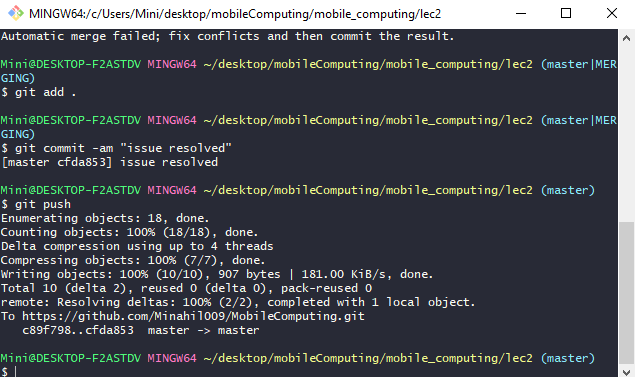 MINGW64:/c/Users/Mini/desktop/mobileComputing/mobile_computing/lec2
Automatic merge failed; fix conflicts and then commit the result.
Mini@DESKTOP-F2ASTDV MINGW64 ~/desktop/mobileComputing/mobile_computing/lec2 (master|MER
GING)
$ git add .
Mini@DESKTOP-F2ASTDV MINGW64 ~/desktop/mobileComputing/mobile_computing/lec2 (master|MER
GING)
$ git commit -am "issue resolved"
[master cfda853] issue resolved
Mini@DESKTOP-F2ASTDV MINGW64 ~/desktop/mobileComputing/mobile_computing/lec2 (master)
$ git push
Enumerating objects: 18, done.
Counting objects: 100% (18/18), done.
Delta compression using up to 4 threads
Compressing objects: 100% (7/7), done.
Writing objects: 100% (10/10), 907 bytes | 181.00 KiB/s, done.
Total 10 (delta 2), reused 0 (delta 0), pack-reused 0
remote: Resolving deltas: 100% (2/2), completed with 1 local object.
To https://github.com/Minahil009/MobileComputing.git
   c89f798..cfda853  master -> master
Mini@DESKTOP-F2ASTDV MINGW64 ~/desktop/mobileComputing/mobile_computing/lec2 (master)
$